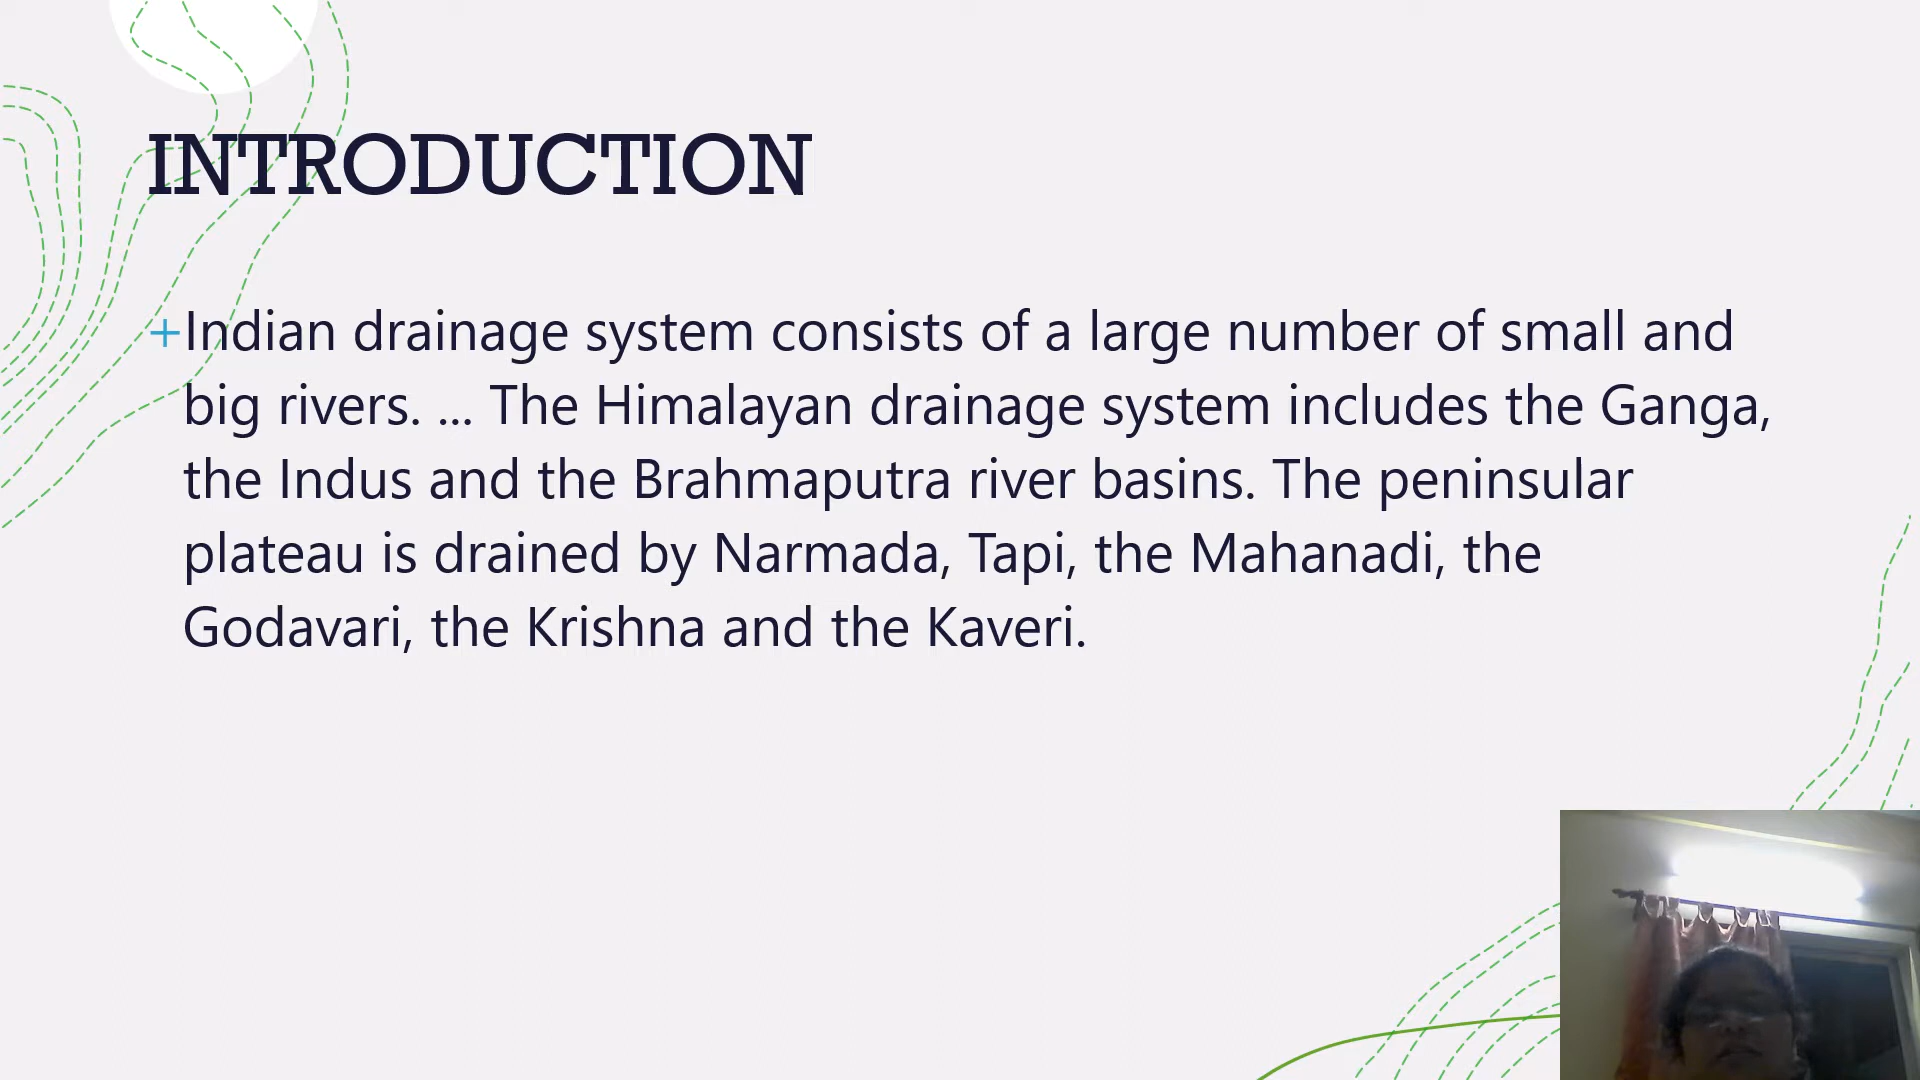 INTRODUCTION
+Indian drainage system consists of a large number of small and
big rivers. ... The Himalayan drainage system includes the Ganga,
the Indus and the Brahmaputra river basins. The peninsular
plateau is drained by Narmada, Tapi, the Mahanadi, the
Godavari, the Krishna and the Kaveri.